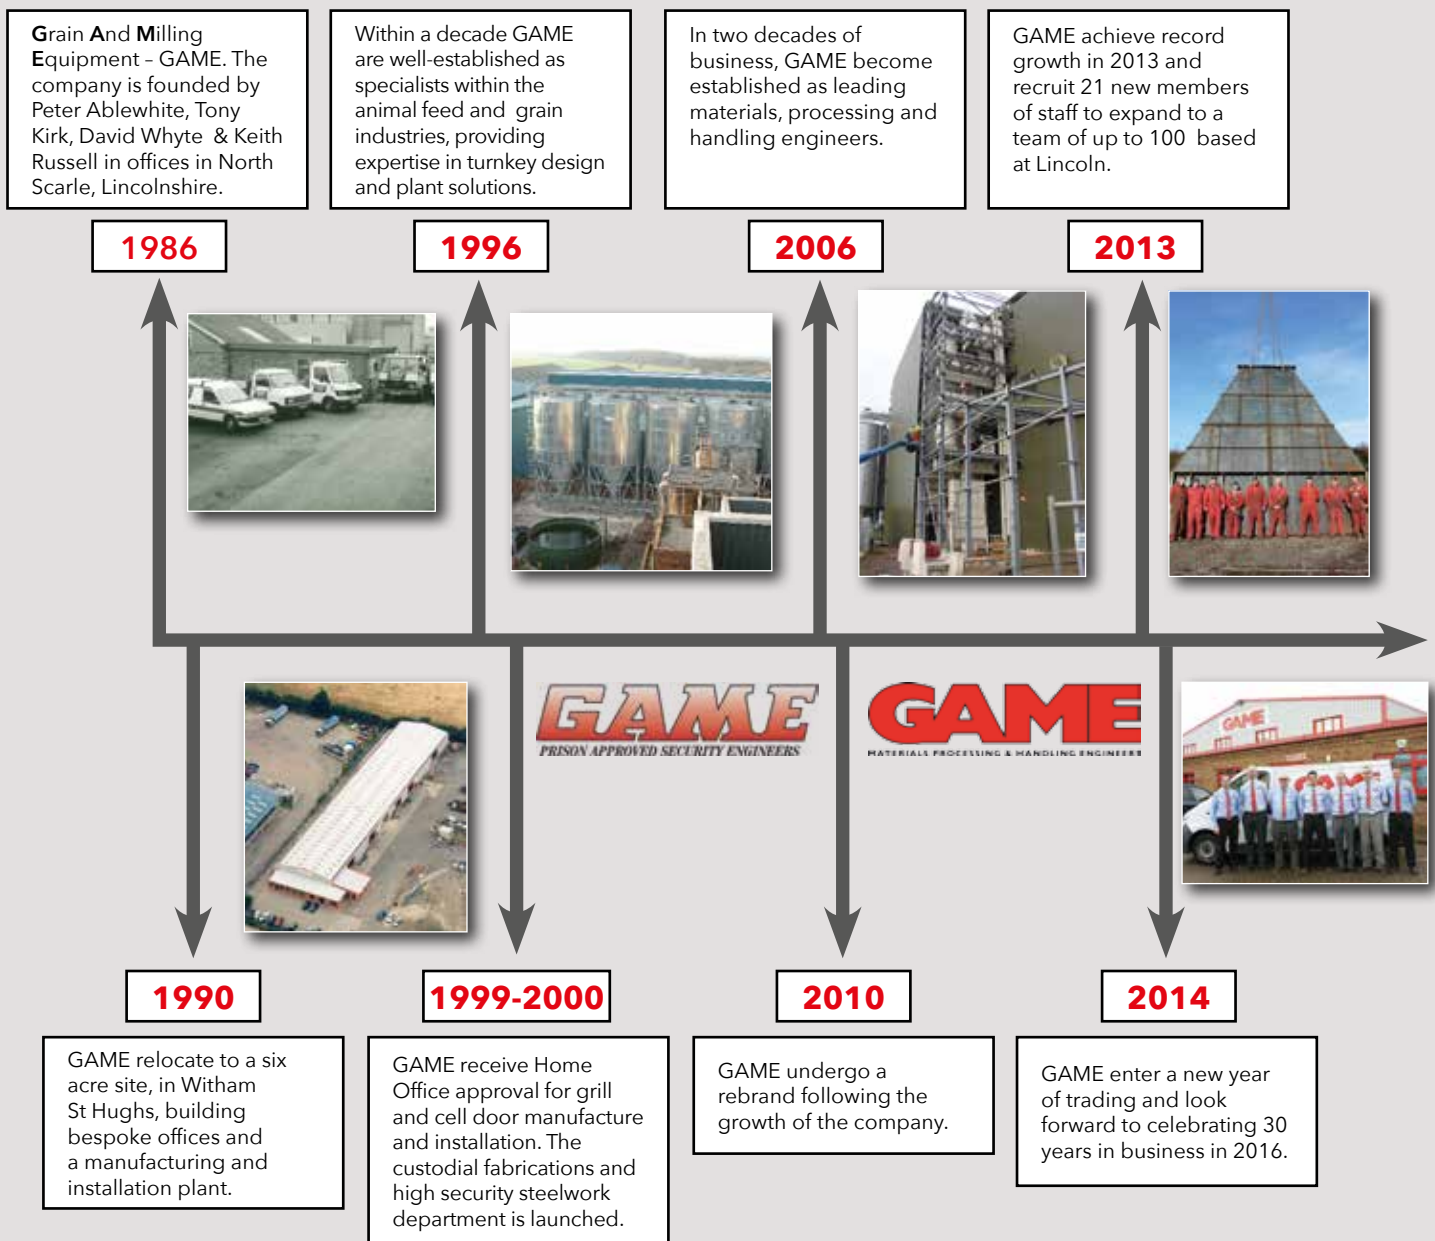 Grain And Milling
Equipment – GAME. The
company is founded by
Peter Ablewhite, Tony
Kirk, David Whyte & Keith
Russell in offices in North
Scarle, Lincolnshire.
Within a decade GAME
are well-established as
specialists within the
animal feed and grain
industries, providing
expertise in turnkey design
and plant solutions.
In two decades of
business, GAME become
established as leading
materials, processing and
handling engineers.
GAME achieve record
growth in 2013 and
recruit 21 new members
of staff to expand to a
team of up to 100 based
at Lincoln.
1986
1996
2006
2013
GAME
PRISON APPROVED SECURITY ENGINEERS
GAME
MATERIALS PROCESSING & HANDLING ENGINEERS
GAME
GAME
1990
1999-2000
2010
2014
GAME relocate to a six
acre site, in Witham
St Hughs, building
bespoke offices and
a manufacturing and
installation plant.
GAME receive Home
Office approval for grill
and cell door manufacture
and installation. The
custodial fabrications and
high security steelwork
department is launched.
GAME undergo a
rebrand following the
growth of the company.
GAME enter a new year
of trading and look
forward to celebrating 30
years in business in 2016.